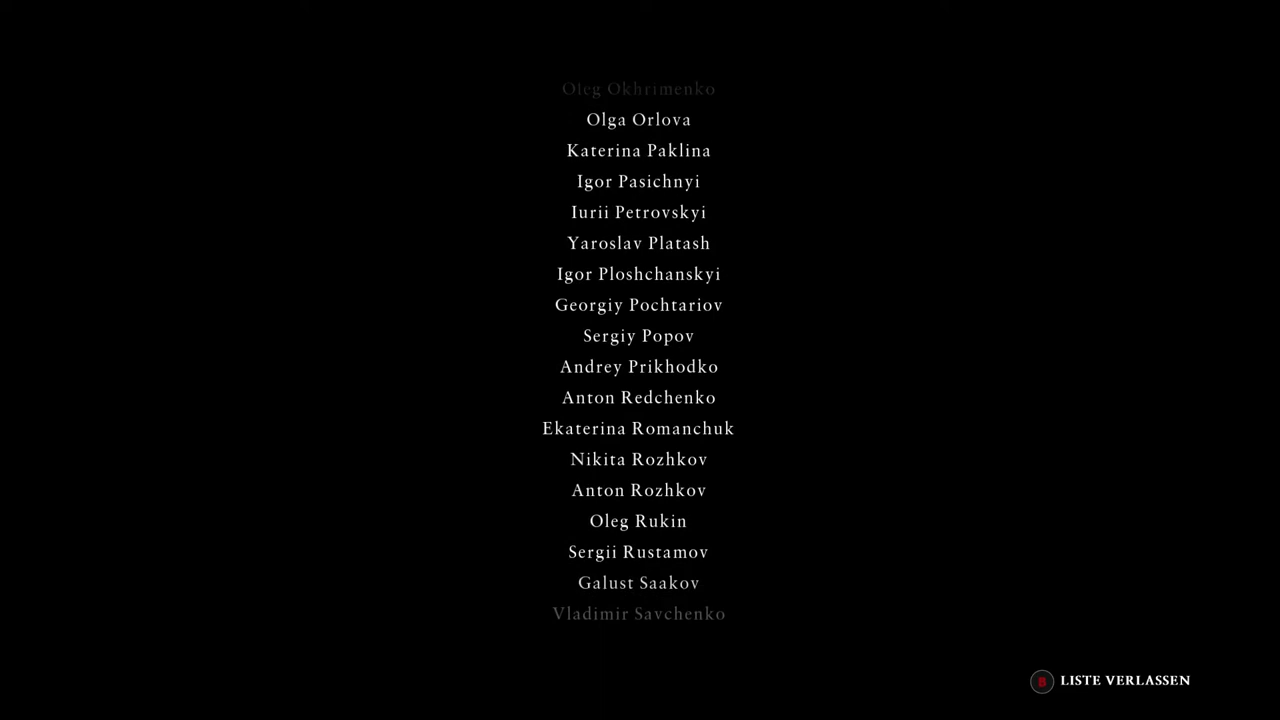 Oleg Okhrimenko
Olga Orlova
Katerina Paklina
Igor Pasichnyi
Iurii Petrovskyi
Yaroslav Platash
Igor Ploshchanskyi
Georgiy Pochtariov
Sergiy Popov
Andrey Prikhodko
Anton Redchenko
Ekaterina Romanchuk
Nikita Rozhkov
Anton Rozhkov
Oleg Rukin
Sergii Rustamov
Galust Saakov
Vladimir Savchenko
B LISTE VERLASSEN